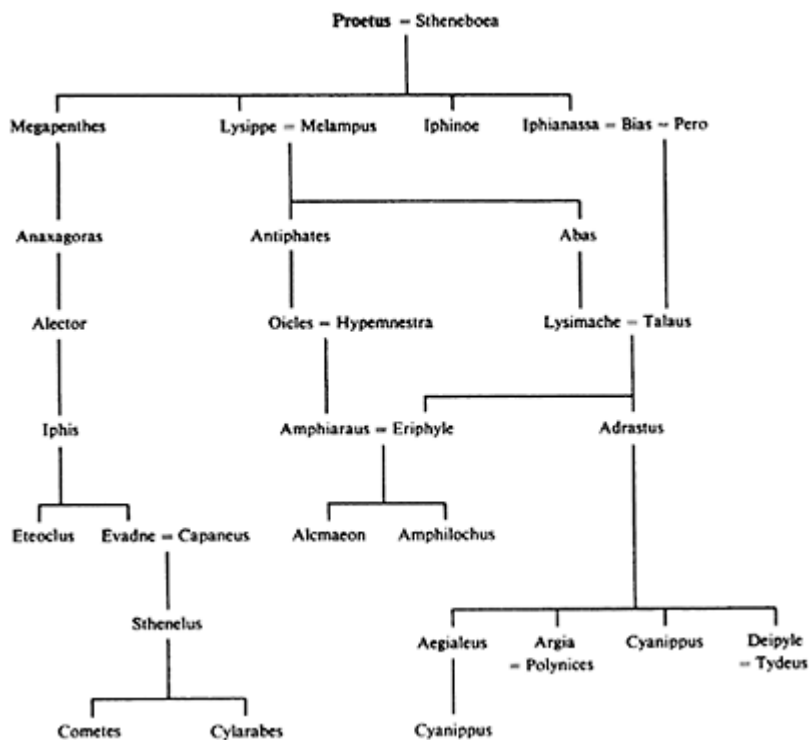 Proetus = Stheneboea
Megapenthes Lysippe = Melampus Iphinoe Iphianassa = Bias = Pero
Anaxagoras Antiphates Abas
Alector Oicles = Hypemnestra Lysimache = Talaus
Iphis Amphiaraus = Eriphyle Adrastus
Eteoclus Evadne = Capaneus Alcmaeon Amphilochus
Sthenelus Aegialeus Argia Cyanippus Deipyle
= Polynices = Tydeus
Cometes Cylarabes Cyanippus